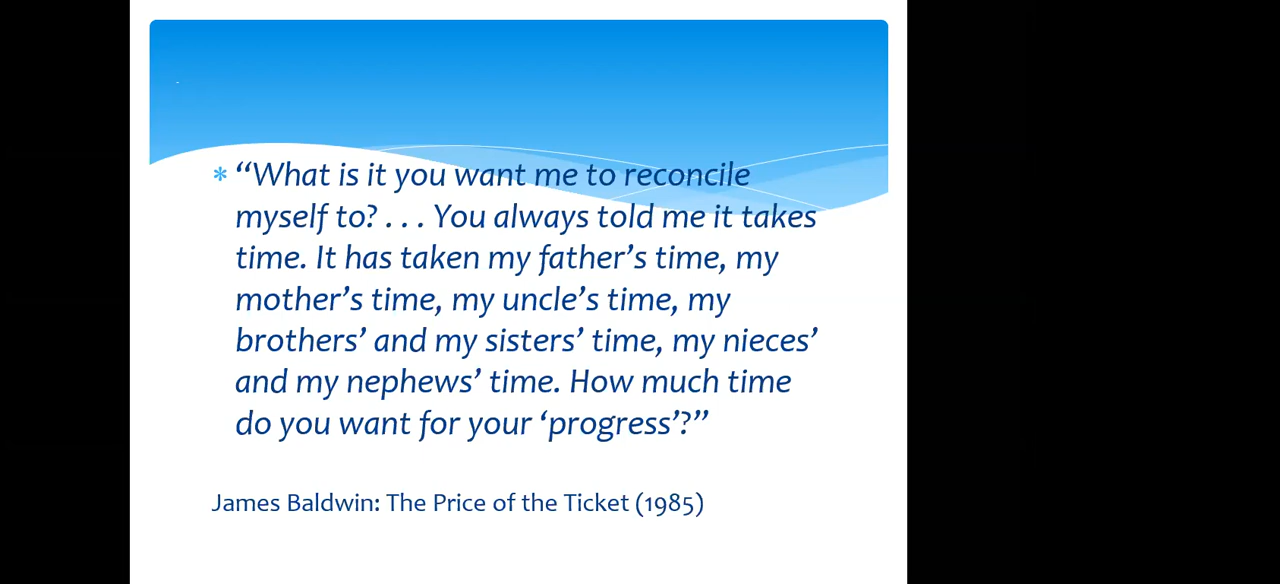 * “What is it you want me to reconcile
myself to? . . . You always told me it takes
time. It has taken my father’s time, my
mother’s time, my uncle’s time, my
brothers’ and my sisters’ time, my nieces’
and my nephews’ time. How much time
do you want for your ‘progress’?”
James Baldwin: The Price of the Ticket (1985)